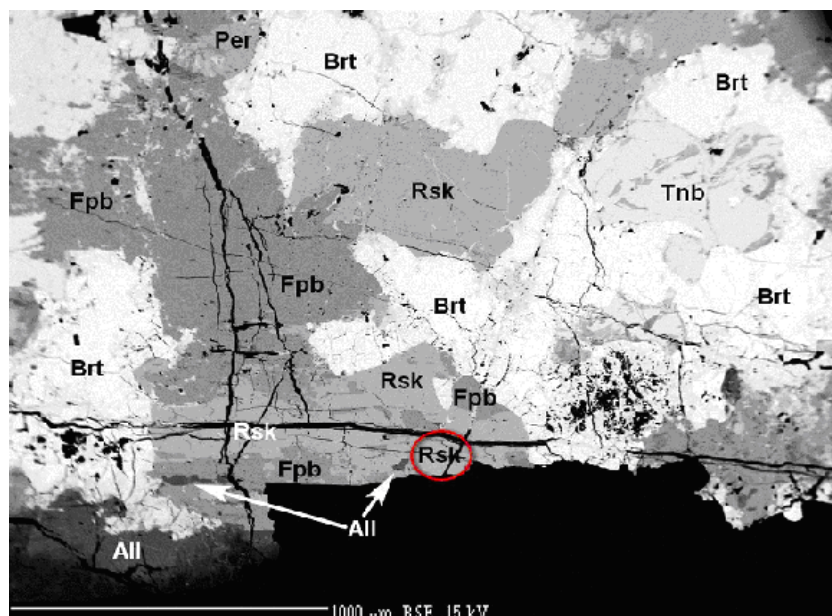 Per
Brt
Brt
Fpb
Rsk
Tnb
Fpb
Brt
Brt
Brt
Rsk
Fpb
Rsk
Rsk
Fpb
All
All
1000 µm BSE 15 kV